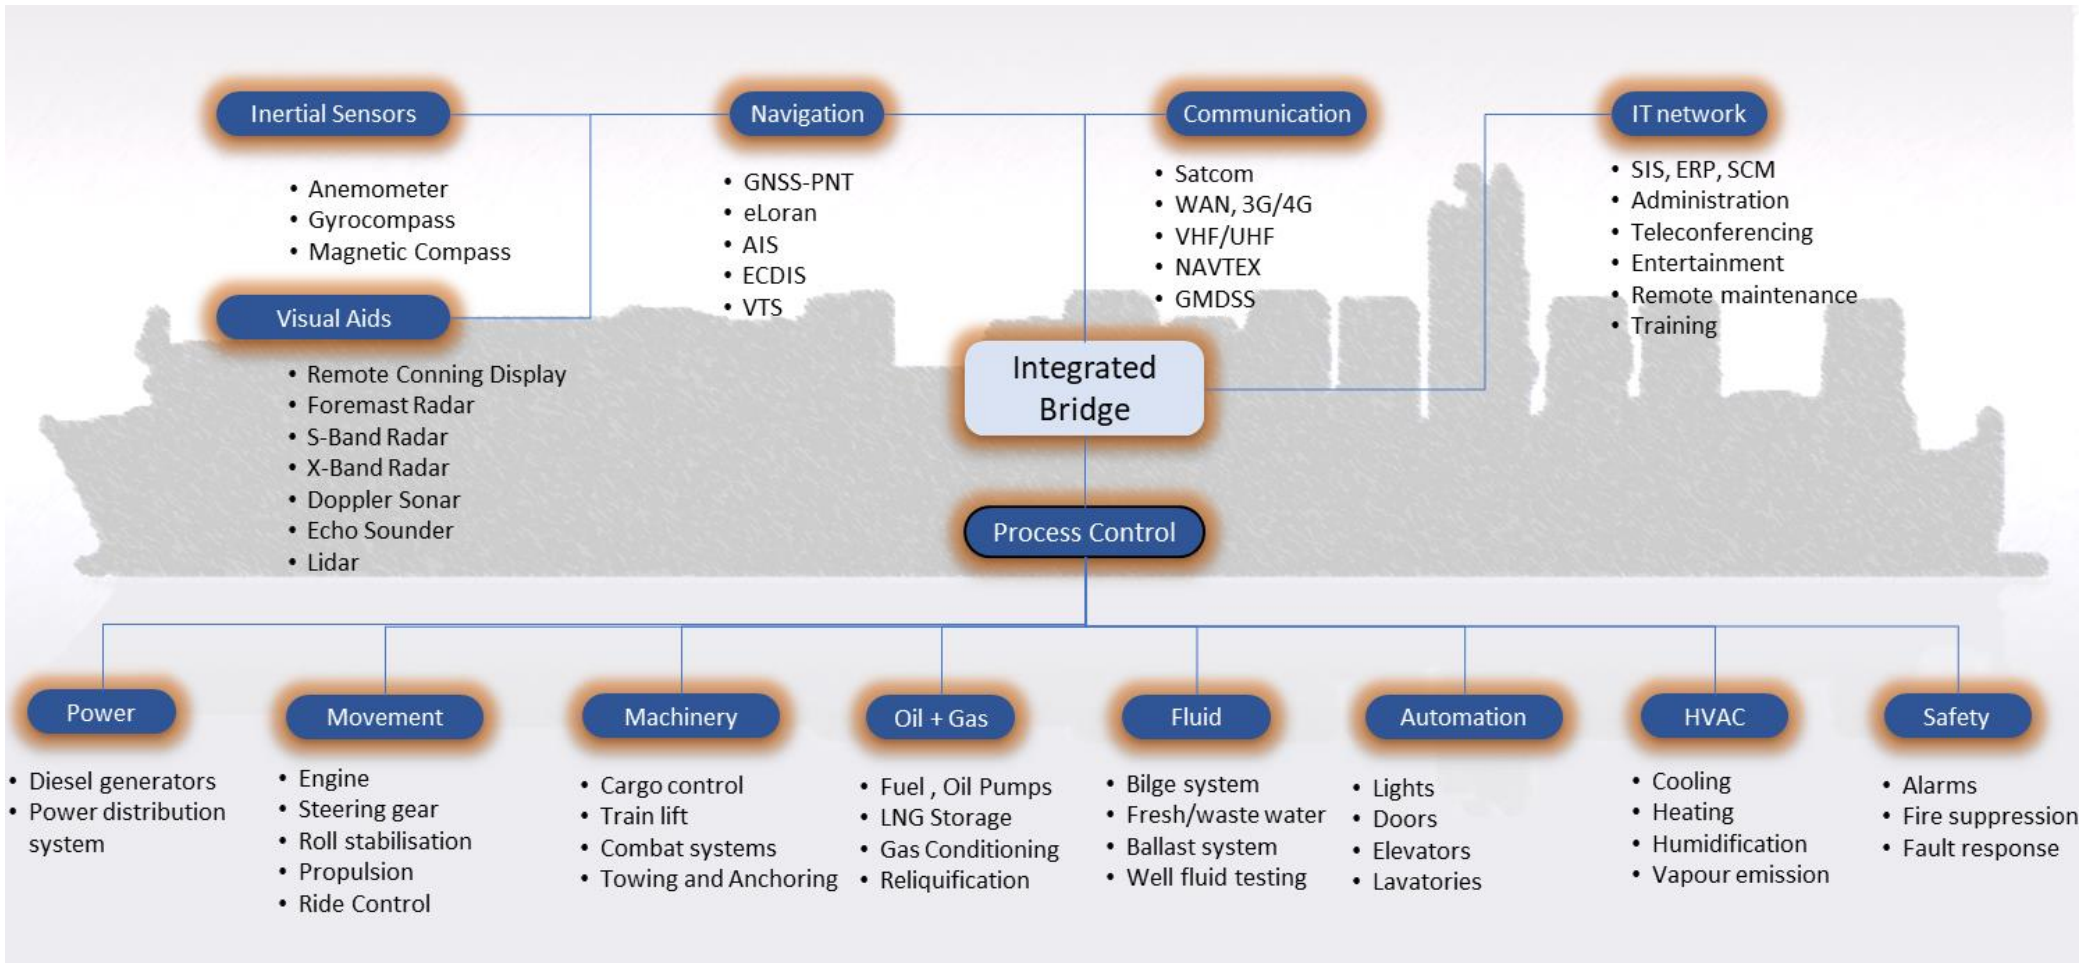 Inertial Sensors
• Anemometer
• Gyrocompass
• Magnetic Compass
Visual Aids
• Remote Conning Display
• Foremast Radar
• S-Band Radar
• X-Band Radar
• Doppler Sonar
• Echo Sounder
• Lidar
Navigation
• GNSS-PNT
• eLoran
• AIS
• ECDIS
• VTS
Communication
• Satcom
• WAN, 3G/4G
• VHF/UHF
• NAVTEX
• GMDSS
IT network
• SIS, ERP, SCM
• Administration
• Teleconferencing
• Entertainment
• Remote maintenance
• Training
Integrated
Bridge
Process Control
Power
• Diesel generators
• Power distribution
system
Movement
• Engine
• Steering gear
• Roll stabilisation
• Propulsion
• Ride Control
Machinery
• Cargo control
• Train lift
• Combat systems
• Towing and Anchoring
Oil + Gas
• Fuel , Oil Pumps
• LNG Storage
• Gas Conditioning
• Reliquification
Fluid
• Bilge system
• Fresh/waste water
• Ballast system
• Well fluid testing
Automation
• Lights
• Doors
• Elevators
• Lavatories
HVAC
• Cooling
• Heating
• Humidification
• Vapour emission
Safety
• Alarms
• Fire suppression
• Fault response